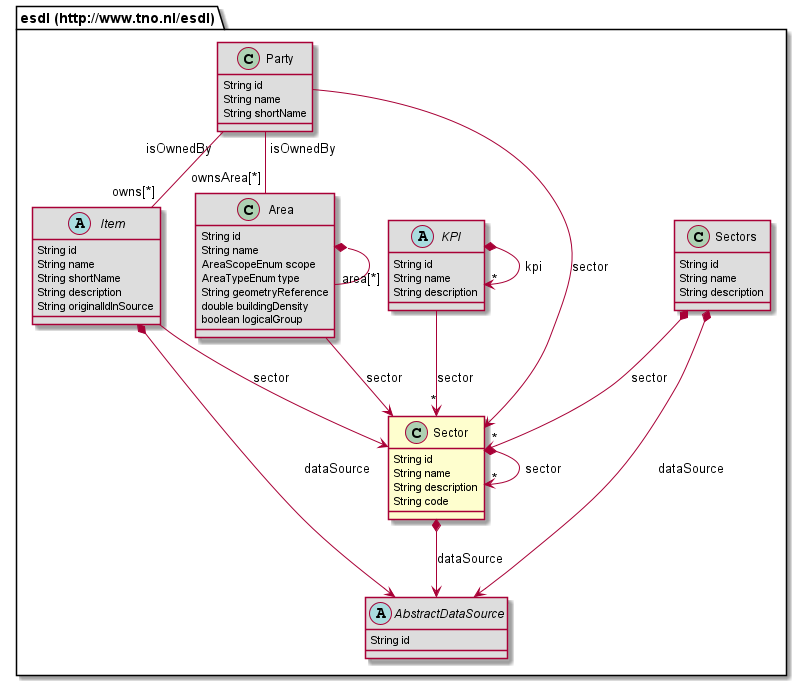 esdl (http://www.tno.nl/esdl)
C Party
String id
String name
String shortName
isOwnedBy
isOwnedBy
owns[*]
ownsArea[*]
A Item
String id
String name
String shortName
String description
String originalIdInSource
C Area
String id
String name
AreaScopeEnum scope
AreaTypeEnum type
String geometryReference
double buildingDensity
boolean logicalGroup
area[*]
A KPI
String id
String name
String description
kpi
*
sector
C Sectors
String id
String name
String description
sector
sector
sector
*
sector
*
C Sector
String id
String name
String description
String code
sector
*
dataSource
dataSource
dataSource
A AbstractDataSource
String id